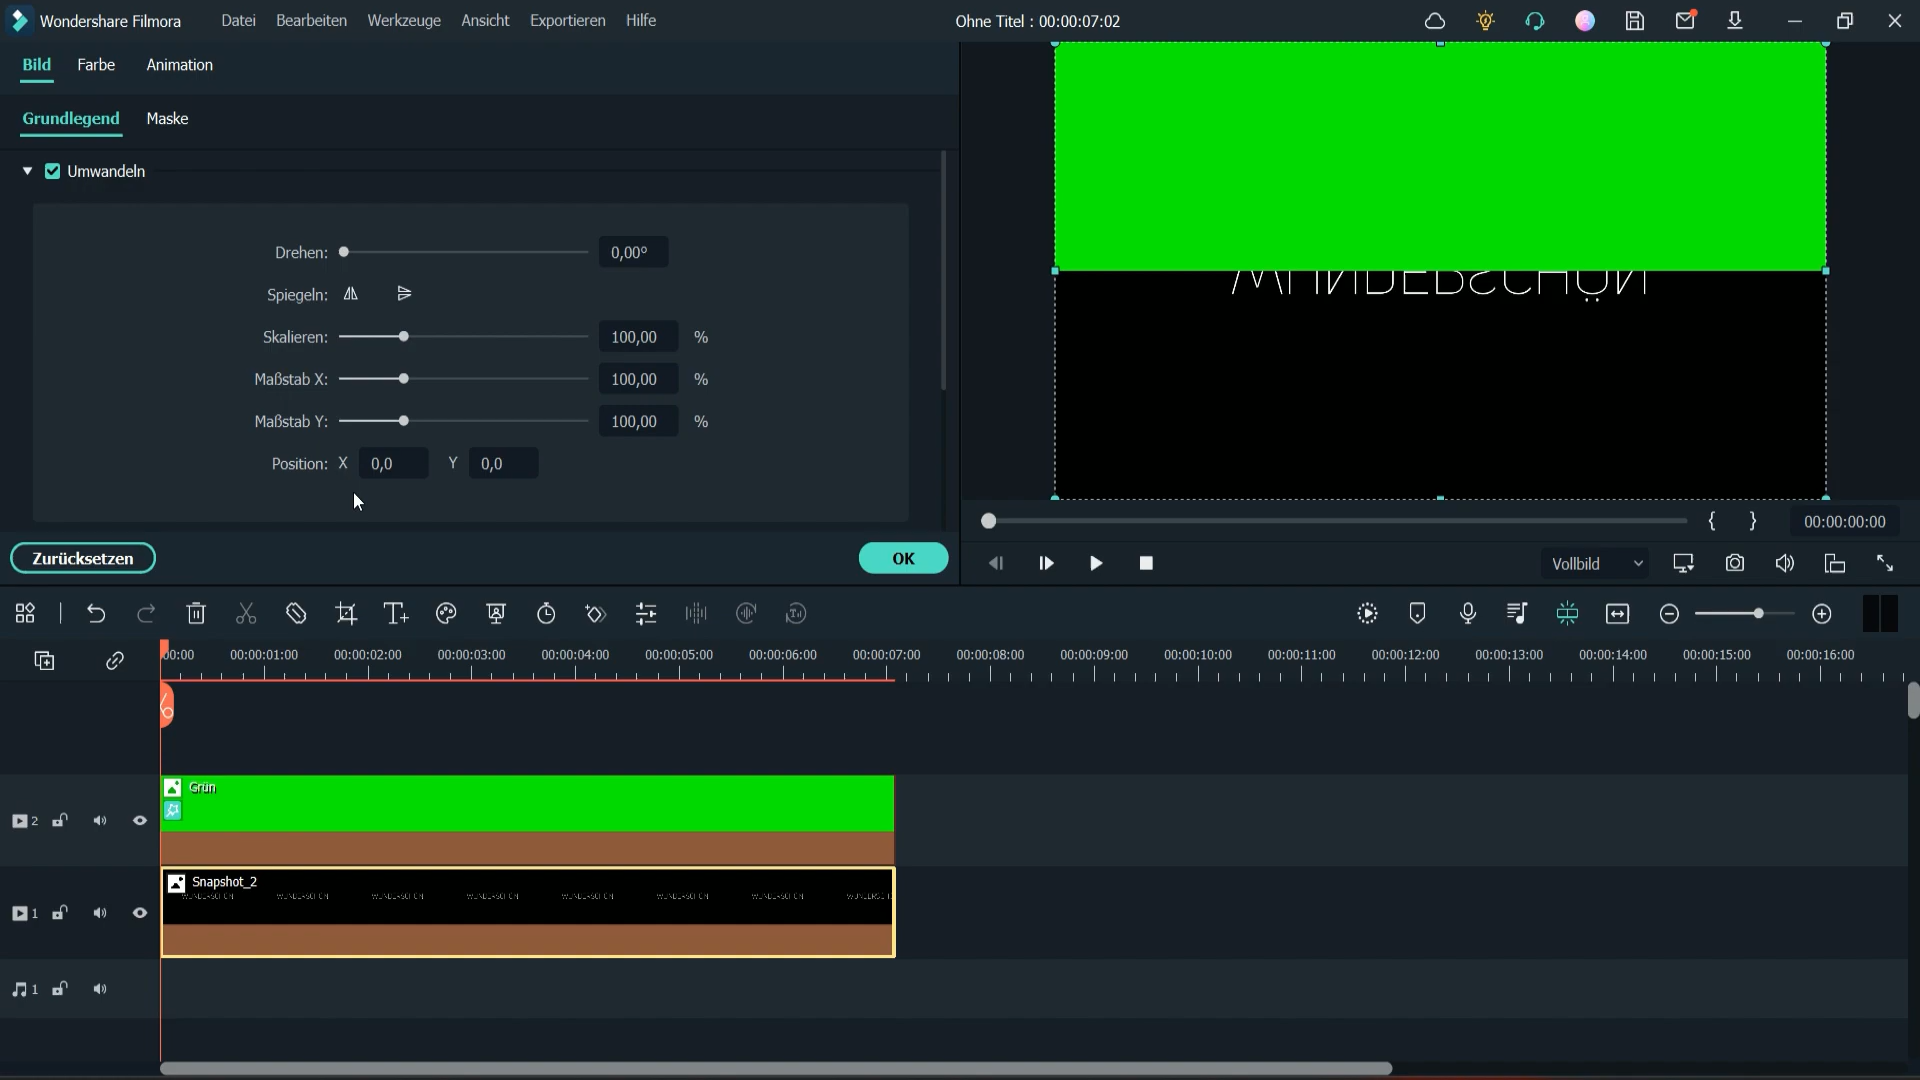 Wondershare Filmora Datei Bearbeiten Werkzeuge Ansicht Exportieren Hilfe Ohne Titel : 00:00:07:02
Bild Farbe Animation
Grundlegend Maske
Umwandeln
Drehen: 0,00°
Spiegeln:
Skalieren: 100,00 %
Maßstab X: 100,00 %
Maßstab Y: 100,00 %
Position: X 0,0 Y 0,0
{ } 00:00:00:00
Zurücksetzen OK
Vollbild
00:00 00:00:01:00 00:00:02:00 00:00:03:00 00:00:04:00 00:00:05:00 00:00:06:00 00:00:07:00 00:00:08:00 00:00:09:00 00:00:10:00 00:00:11:00 00:00:12:00 00:00:13:00 00:00:14:00 00:00:15:00 00:00:16:00
Grün
2
Snapshot_2
1
1